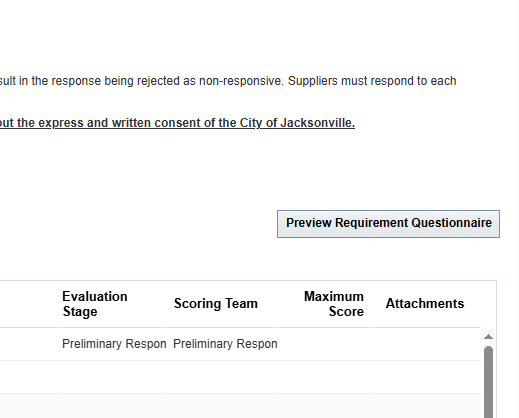 sult in the response being rejected as non-responsive. Suppliers must respond to each
out the express and written consent of the City of Jacksonville.
Preview Requirement Questionnaire
Evaluation Stage Scoring Team Maximum Score Attachments
Preliminary Respon Preliminary Respon